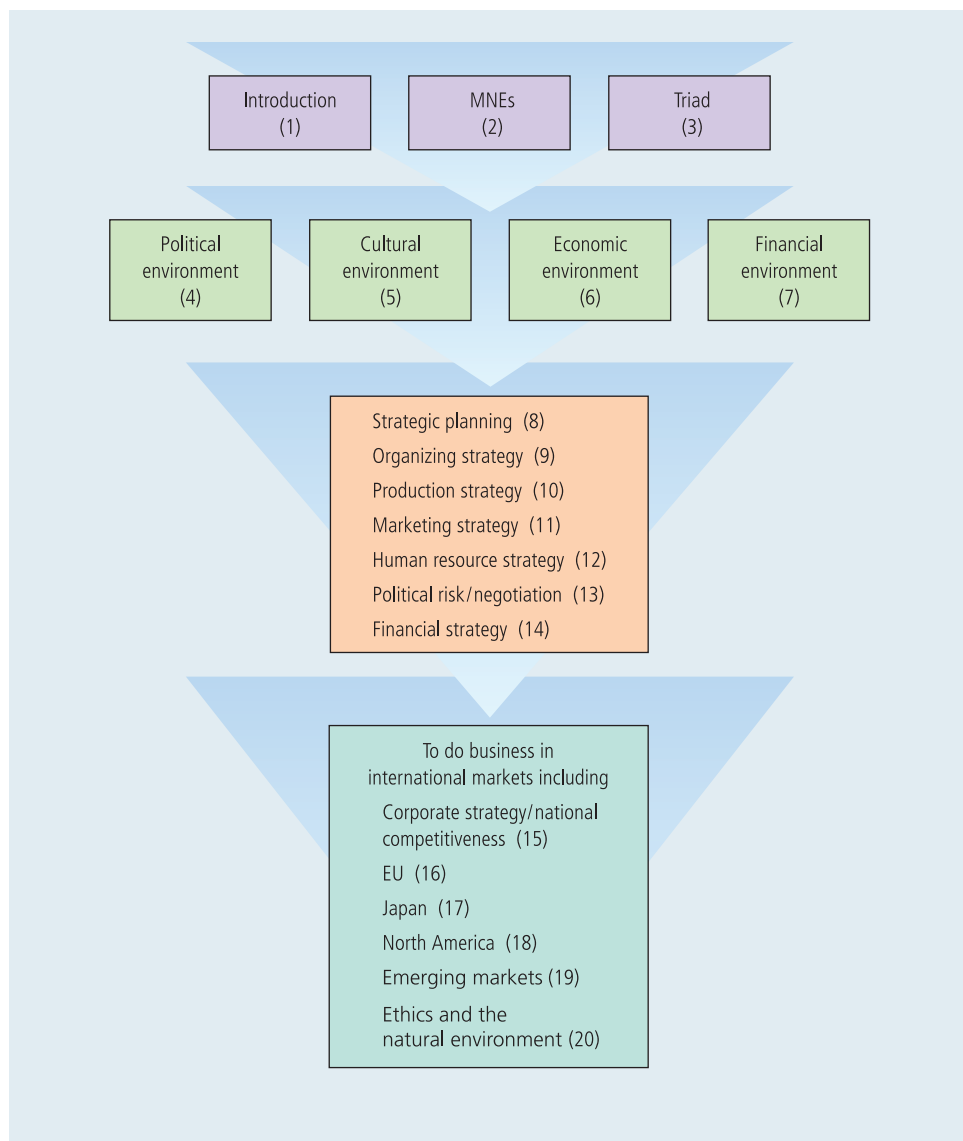 Introduction
(1)
MNEs
(2)
Triad
(3)
Political
environment
(4)
Cultural
environment
(5)
Economic
environment
(6)
Financial
environment
(7)
Strategic planning (8)
Organizing strategy (9)
Production strategy (10)
Marketing strategy (11)
Human resource strategy (12)
Political risk/negotiation (13)
Financial strategy (14)
To do business in
international markets including
Corporate strategy/national
competitiveness (15)
EU (16)
Japan (17)
North America (18)
Emerging markets (19)
Ethics and the
natural environment (20)